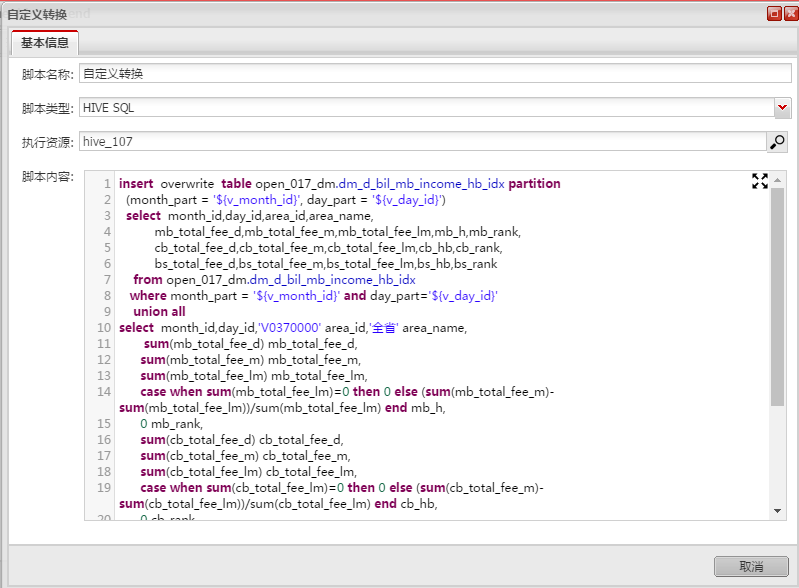 自定义转换
基本信息
脚本名称: 自定义转换
脚本类型: HIVE SQL
执行资源: hive_107
脚本内容:
1 insert overwrite table open_017_dm.dm_d_bil_mb_income_hb_idx partition
2 (month_part = '${v_month_id}', day_part = '${v_day_id}')
3 select month_id,day_id,area_id,area_name,
4 mb_total_fee_d,mb_total_fee_m,mb_total_fee_lm,mb_h,mb_rank,
5 cb_total_fee_d,cb_total_fee_m,cb_total_fee_lm,cb_hb,cb_rank,
6 bs_total_fee_d,bs_total_fee_m,bs_total_fee_lm,bs_hb,bs_rank
7 from open_017_dm.dm_d_bil_mb_income_hb_idx
8 where month_part = '${v_month_id}' and day_part='${v_day_id}'
9 union all
10 select month_id,day_id,'V0370000' area_id,'全省' area_name,
11 sum(mb_total_fee_d) mb_total_fee_d,
12 sum(mb_total_fee_m) mb_total_fee_m,
13 sum(mb_total_fee_lm) mb_total_fee_lm,
14 case when sum(mb_total_fee_lm)=0 then 0 else (sum(mb_total_fee_m)-
sum(mb_total_fee_lm))/sum(mb_total_fee_lm) end mb_h,
15 0 mb_rank,
16 sum(cb_total_fee_d) cb_total_fee_d,
17 sum(cb_total_fee_m) cb_total_fee_m,
18 sum(cb_total_fee_lm) cb_total_fee_lm,
19 case when sum(cb_total_fee_lm)=0 then 0 else (sum(cb_total_fee_m)-
sum(cb_total_fee_lm))/sum(cb_total_fee_lm) end cb_hb,
20 0 cb_rank
取消